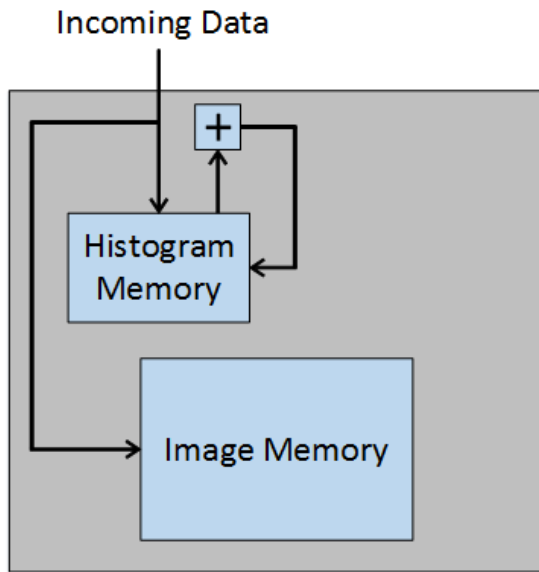 Incoming Data
+
Histogram
Memory
Image Memory